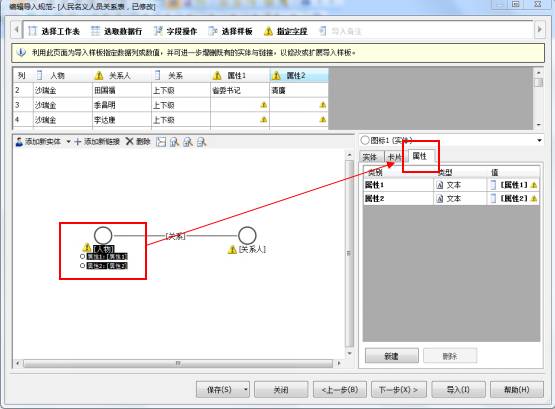 编辑导入规范-[人民名义人员关系表,已修改]
选择工作表 选取数据行 字段操作 选择样板 指定字段 导入备注
利用此页面为导入样板指定数据列或数值，并可进一步增删既有的实体与链接，以修改或扩展导入样板。
列 人物 关系人 关系 属性1 属性2
2 沙瑞金 田国福 上下级 省委书记 清廉
3 沙瑞金 季昌明 上下级
4 沙瑞金 李达康 上下级
添加新实体 添加新链接 删除
图标1 (实体)
实体 卡片 属性
类别 类型 值
属性1 A 文本 [属性1]
属性2 A 文本 [属性2]
[关系]
[人物] [关系人]
属性1: [属性1]
属性2: [属性2]
新建 删除
保存(S) 关闭 <上一步(B) 下一步(X) > 导入(I) 帮助(H)